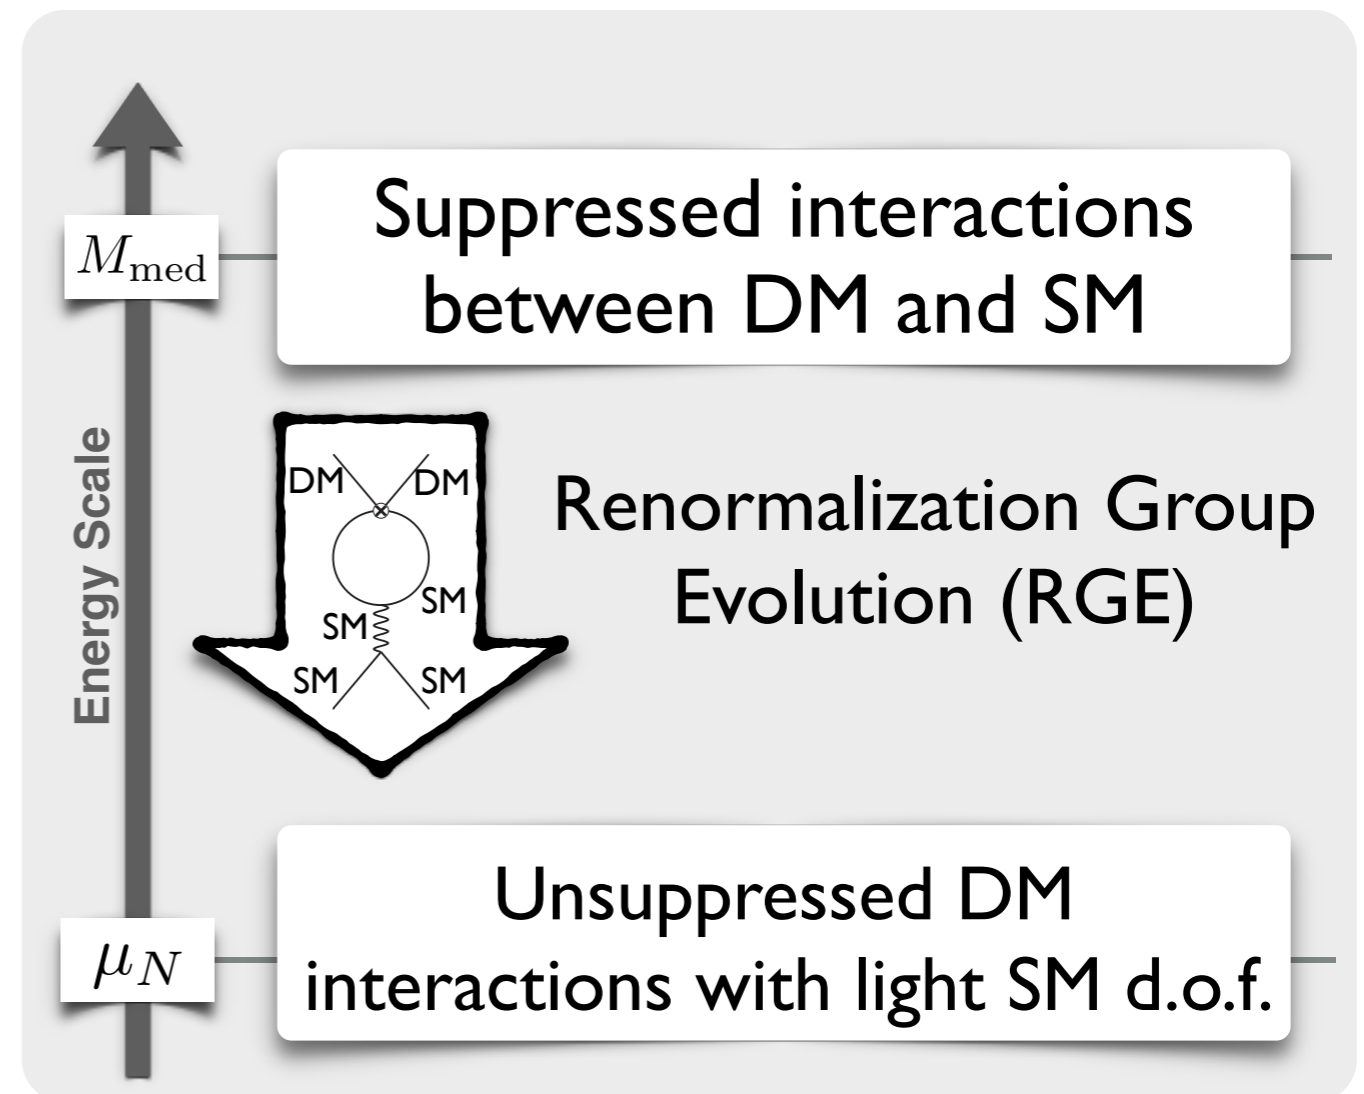 M_med
Suppressed interactions
between DM and SM
Energy Scale
DM DM
SM
SM
SM SM
Renormalization Group
Evolution (RGE)
μ_N
Unsuppressed DM
interactions with light SM d.o.f.